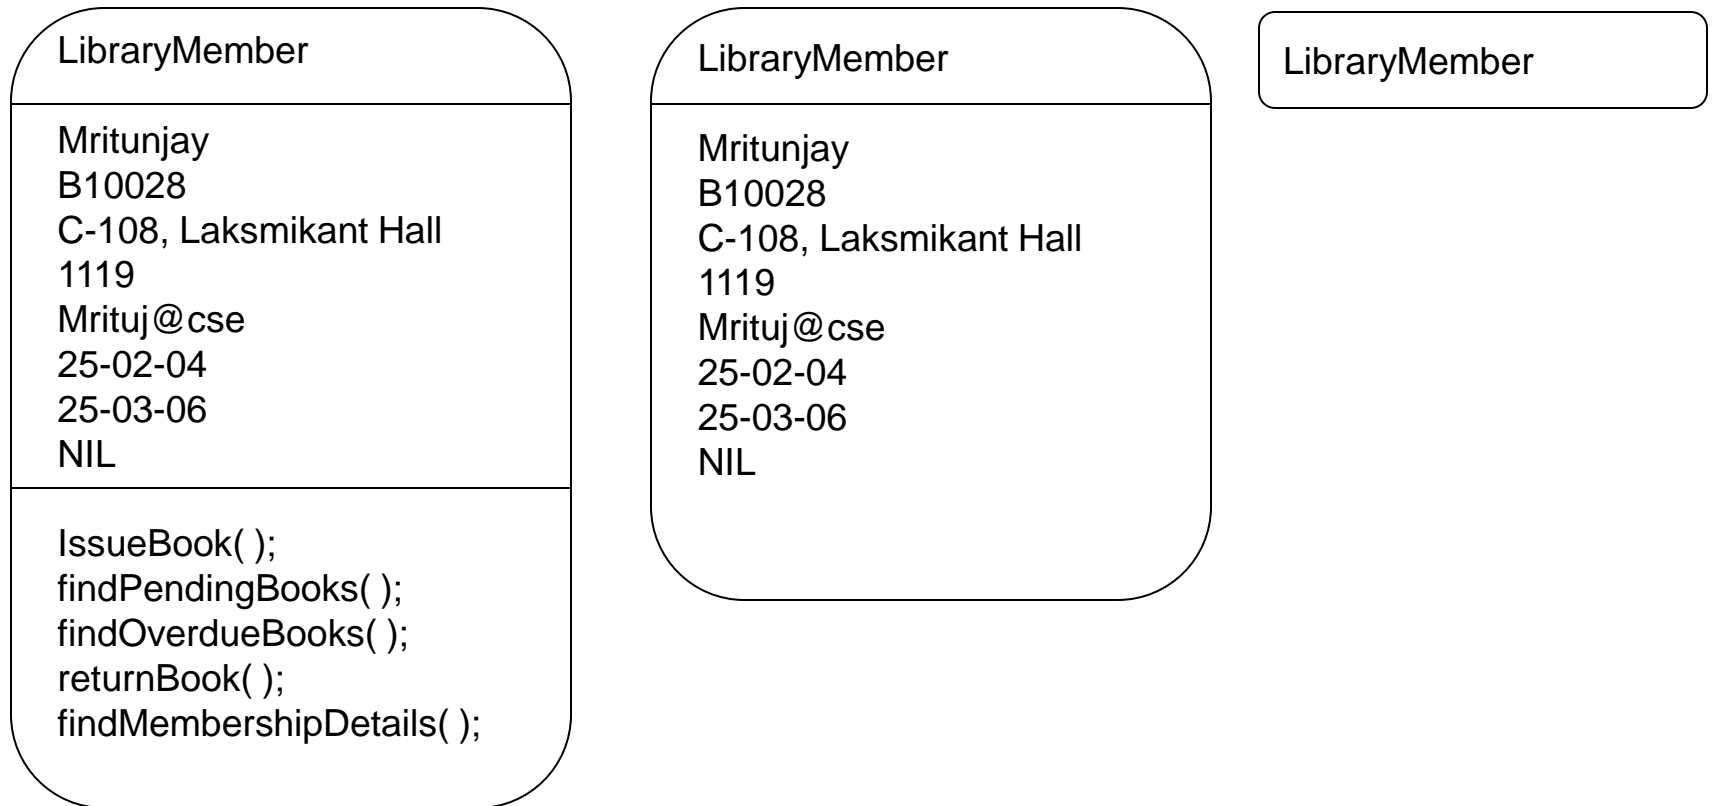 LibraryMember
Mritunjay
B10028
C-108, Laksmikant Hall
1119
Mrituj@cse
25-02-04
25-03-06
NIL
IssueBook( );
findPendingBooks( );
findOverdueBooks( );
returnBook( );
findMembershipDetails( );
LibraryMember
Mritunjay
B10028
C-108, Laksmikant Hall
1119
Mrituj@cse
25-02-04
25-03-06
NIL
LibraryMember